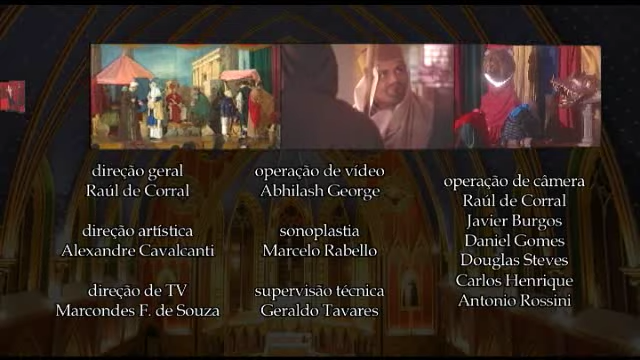 direção geral
Raúl de Corral
direção artística
Alexandre Cavalcanti
direção de TV
Marcondes F. de Souza
operação de vídeo
Abhilash George
sonoplastia
Marcelo Rabello
supervisão técnica
Geraldo Tavares
operação de câmera
Raúl de Corral
Javier Burgos
Daniel Gomes
Douglas Steves
Carlos Henrique
Antonio Rossini